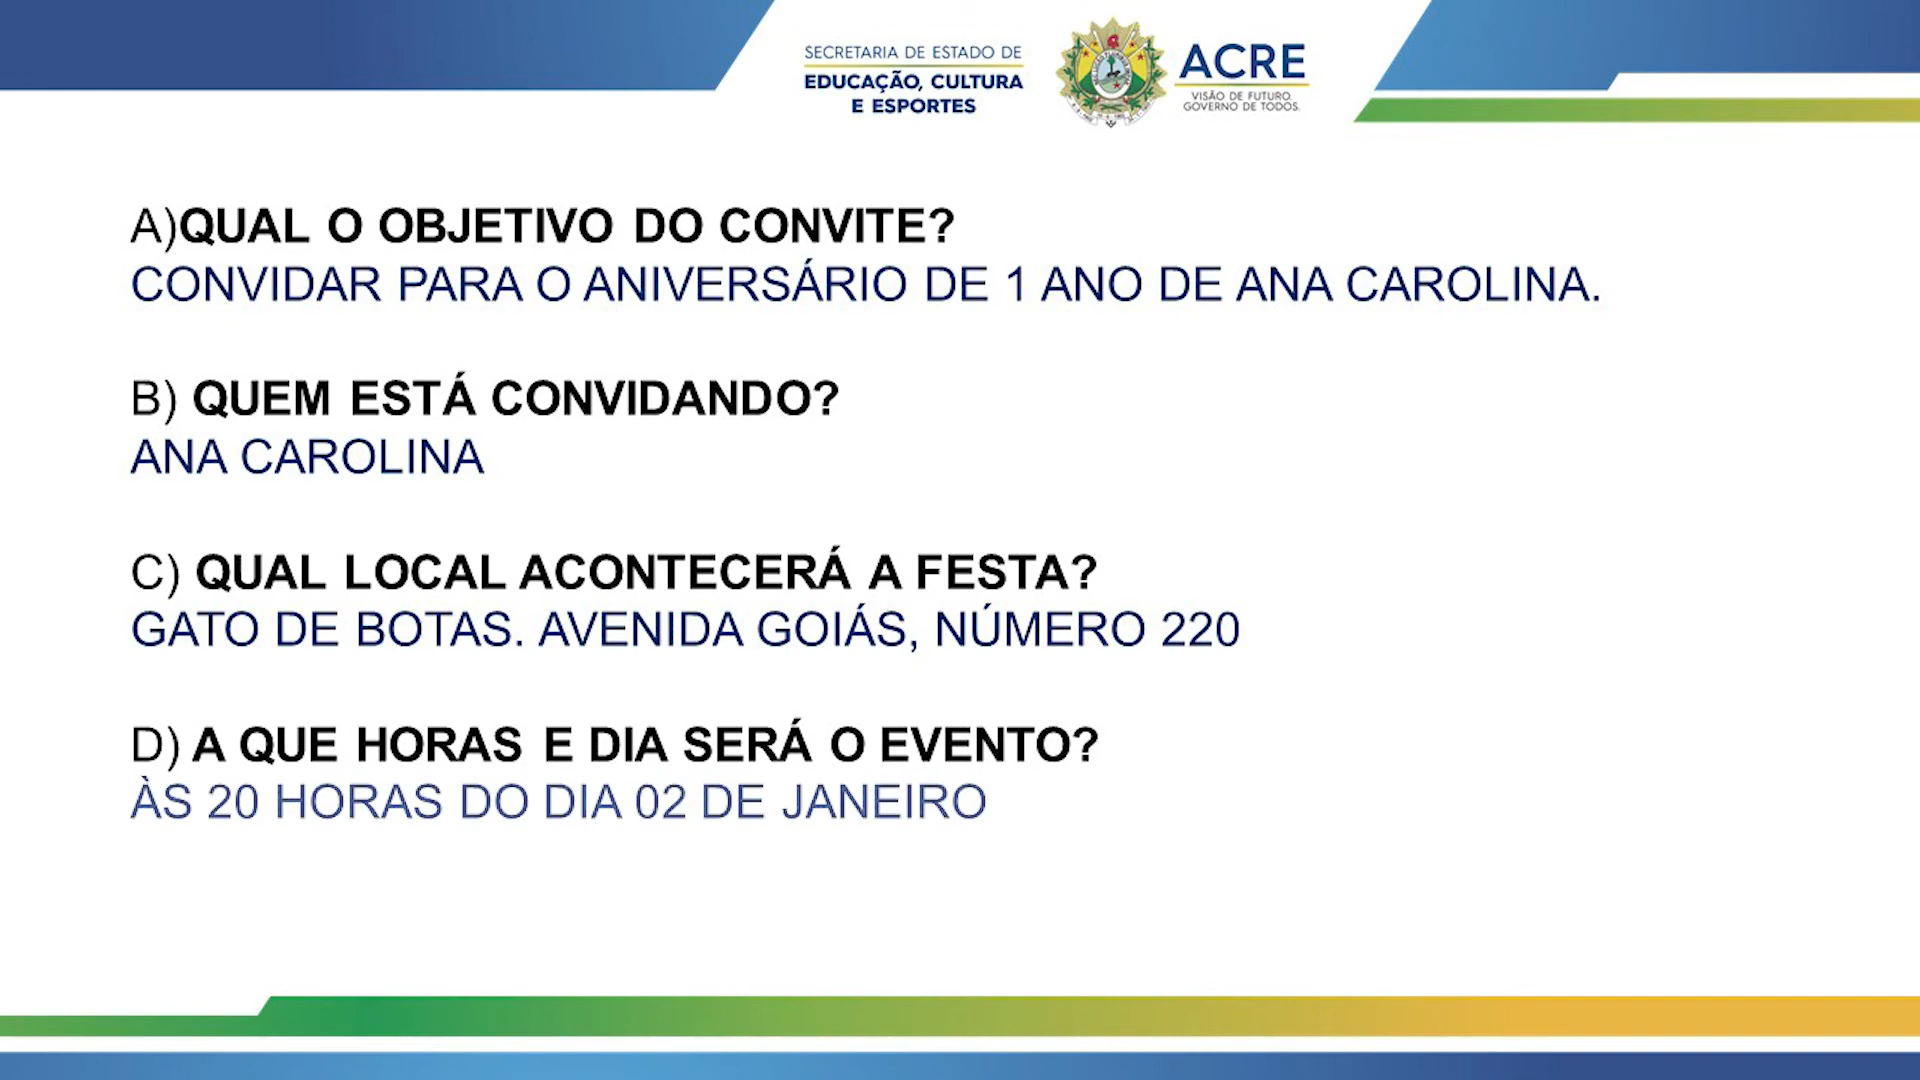 SECRETARIA DE ESTADO DE
EDUCAÇÃO, CULTURA
E ESPORTES
ACRE
VISÃO DE FUTURO.
GOVERNO DE TODOS.
A)QUAL O OBJETIVO DO CONVITE?
CONVIDAR PARA O ANIVERSÁRIO DE 1 ANO DE ANA CAROLINA.
B) QUEM ESTÁ CONVIDANDO?
ANA CAROLINA
C) QUAL LOCAL ACONTECERÁ A FESTA?
GATO DE BOTAS. AVENIDA GOIÁS, NÚMERO 220
D) A QUE HORAS E DIA SERÁ O EVENTO?
ÀS 20 HORAS DO DIA 02 DE JANEIRO